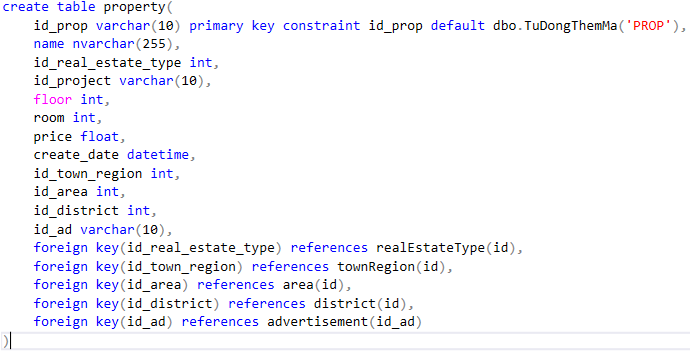 create table property(
id_prop varchar(10) primary key constraint id_prop default dbo.TuDongThemMa('PROP'),
name nvarchar(255),
id_real_estate_type int,
id_project varchar(10),
floor int,
room int,
price float,
create_date datetime,
id_town_region int,
id_area int,
id_district int,
id_ad varchar(10),
foreign key(id_real_estate_type) references realEstateType(id),
foreign key(id_town_region) references townRegion(id),
foreign key(id_area) references area(id),
foreign key(id_district) references district(id),
foreign key(id_ad) references advertisement(id_ad)
)